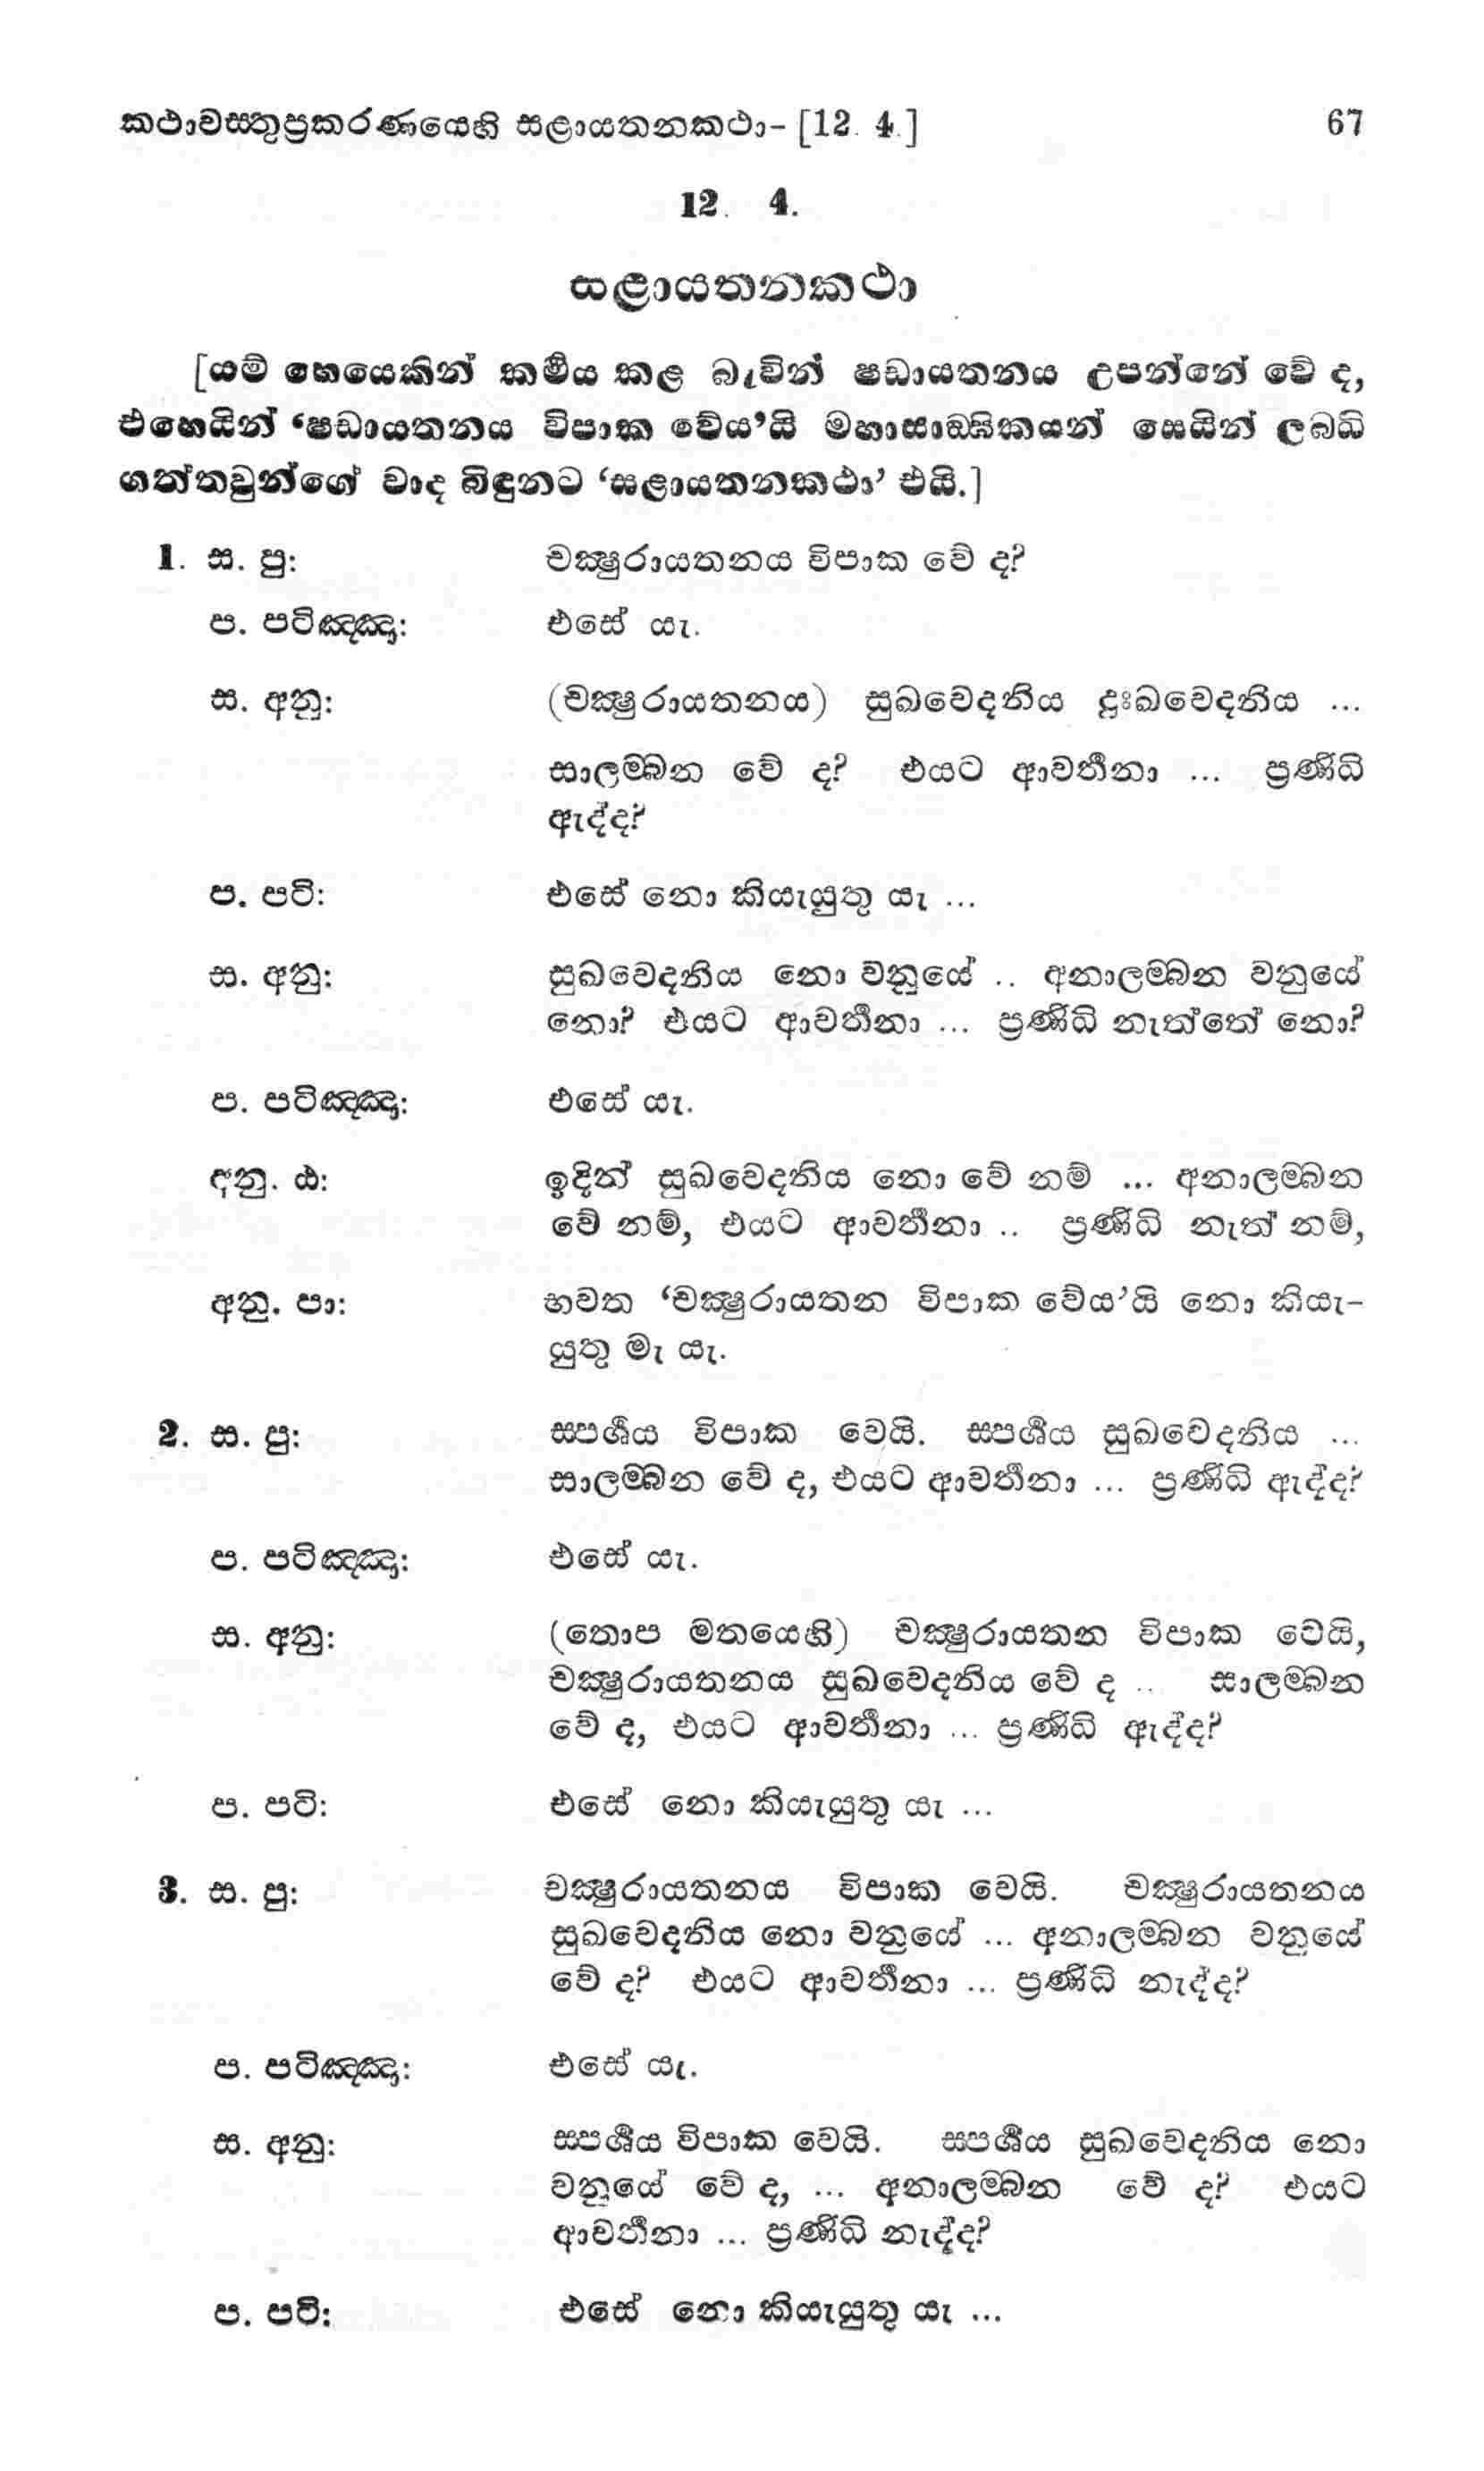 කථාවස්තුප්‍රකරණයෙහි සළායතනකථා- [12. 4.] 67
12. 4.
සළායතනකථා
[යම් හෙයෙකින් කර්මය කළ බැවින් ෂඩායතනය උපන්නේ වේ ද,
එහෙයින් ‘ෂඩායතනය විපාක වේය’යි මහාසාඞ්ඝිකයන් සෙයින් ලබධි
ගත්තවුන්ගේ වාද බිඳුනට ‘සළායතනකථා’ එයි.]
1. ස. පු: චක්‍ෂුරායතනය විපාක වේ ද?
ප. පටිඤ්ඤා: එසේ යැ.
ස. අනු: (චක්‍ෂුරායතනය) සුඛවෙදනිය දුඃඛවෙදනිය ...
සාලම්බන වේ ද? එයට ආවර්තනා ... ප්‍රණිධි
ඇද්ද?
ප. පටි: එසේ නො කියැයුතු යැ ...
ස. අනු: සුඛවෙදනිය නො වනුයේ .. අනාලම්බන වනුයේ
නො? එයට ආවර්තනා ... ප්‍රණිධි නැත්තේ නො?
ප. පටිඤ්ඤා: එසේ යැ.
අනු. ඨ: ඉදින් සුඛවෙදනිය නො වේ නම් ... අනාලම්බන
වේ නම්, එයට ආවර්තනා .. ප්‍රණිධි නැත් නම්,
අනු. පා: භවත ‘චක්‍ෂුරායතන විපාක වේය’යි නො කියැ-
යුතු මැ යැ.
2. ස. පු: ස්පර්ශය විපාක වෙයි. ස්පර්ශය සුඛවෙදනිය ...
සාලම්බන වේ ද, එයට ආවර්තනා ... ප්‍රණිධි ඇද්ද?
ප. පටිඤ්ඤා: එසේ යැ.
ස. අනු: (තොප මතයෙහි) චක්‍ෂුරායතන විපාක වෙයි,
චක්‍ෂුරායතනය සුඛවෙදනිය වේ ද .. සාලම්බන
වේ ද, එයට ආවර්තනා ... ප්‍රණිධි ඇද්ද?
ප. පටි: එසේ නො කියැයුතු යැ ...
3. ස. පු: චක්‍ෂුරායතනය විපාක වෙයි. චක්‍ෂුරායතනය
සුඛවෙදනිය නො වනුයේ ... අනාලම්බන වනුයේ
වේ ද? එයට ආවර්තනා ... ප්‍රණිධි නැද්ද?
ප. පටිඤ්ඤා: එසේ යැ.
ස. අනු: ස්පර්ශය විපාක වෙයි. ස්පර්ශය සුඛවෙදනිය නො
වනුයේ වේ ද, ... අනාලම්බන වේ ද? එයට
ආවර්තනා ... ප්‍රණිධි නැද්ද?
ප. පටි: එසේ නො කියැයුතු යැ ...